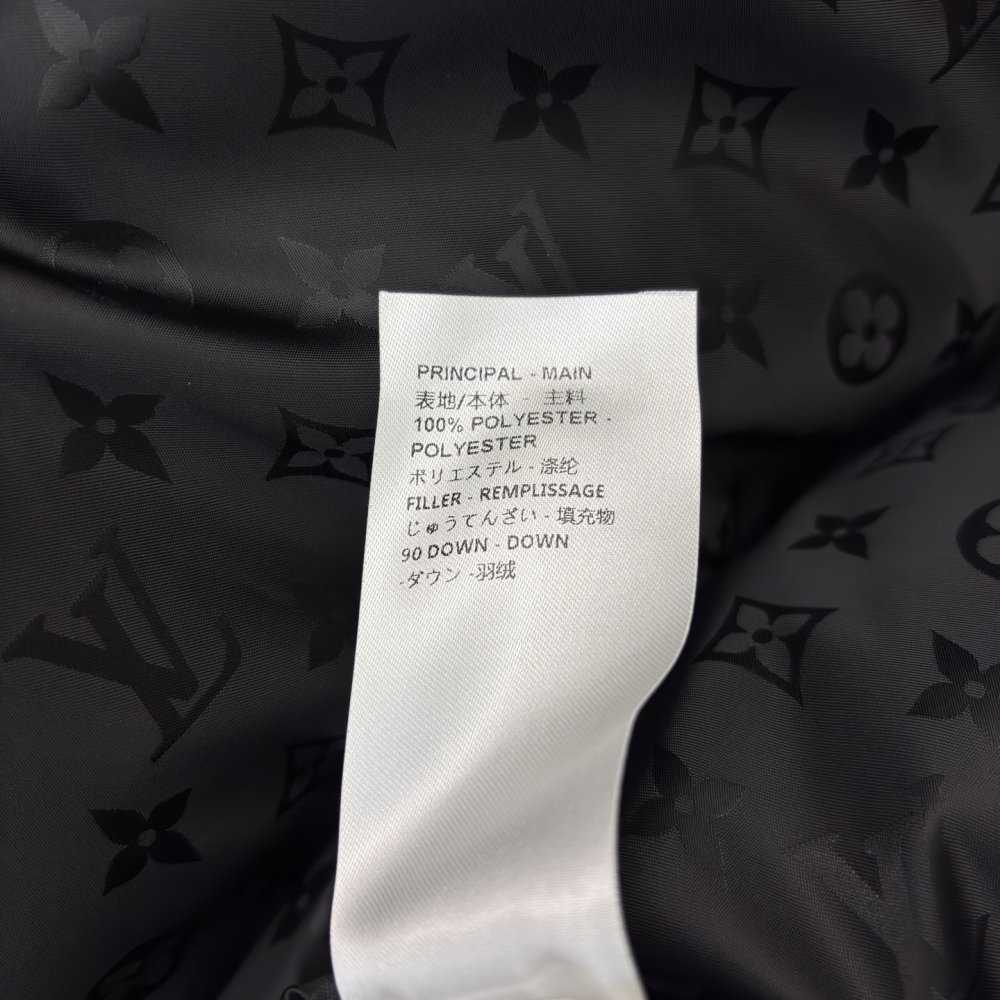 PRINCIPAL - MAIN
表地/本体 - 主料
100% POLYESTER -
POLYESTER
ポリエステル - 涤纶
FILLER - REMPLISSAGE
じゅうてんざい - 填充物
90 DOWN - DOWN
-ダウン -羽绒